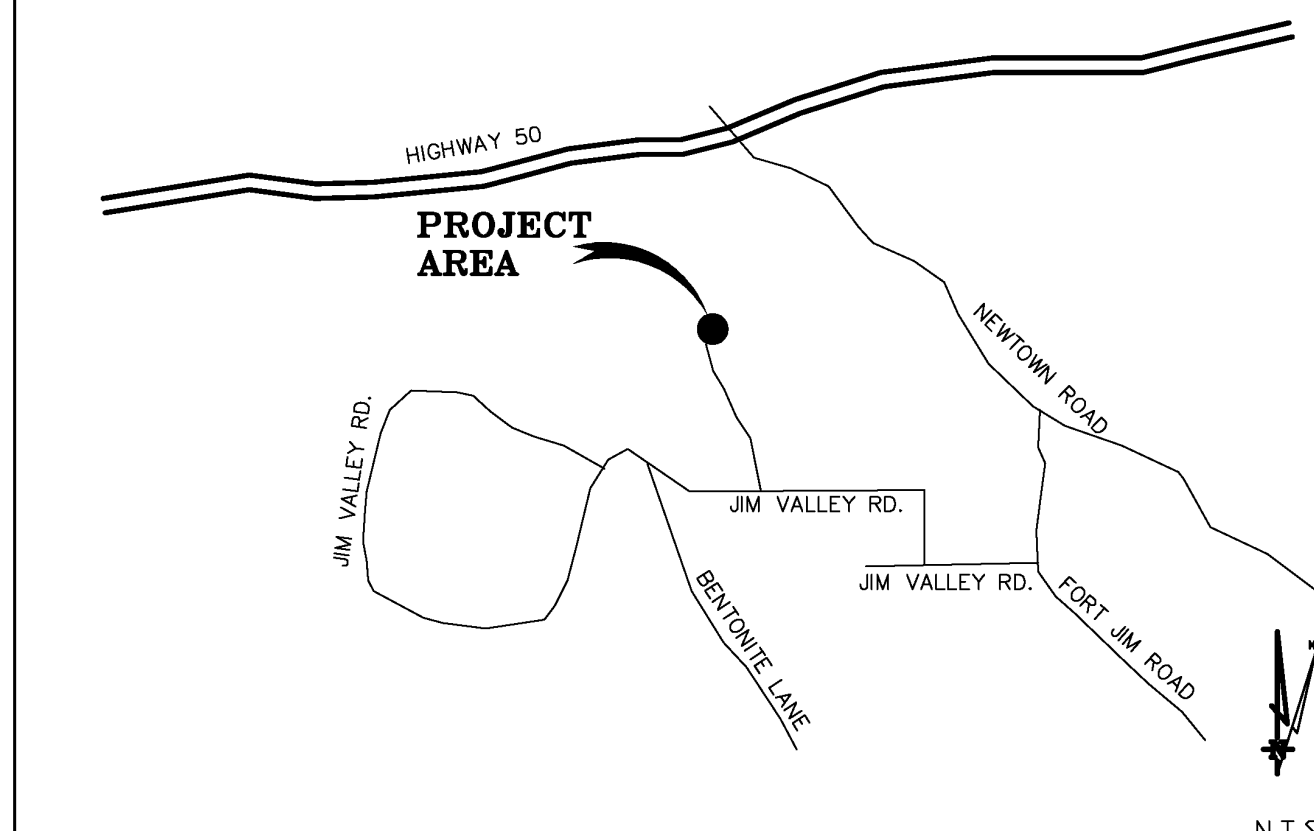 HIGHWAY 50
PROJECT
AREA
NEWTOWN ROAD
JIM VALLEY RD.
JIM VALLEY RD.
JIM VALLEY RD.
BENTONITE LANE
FORT JIM ROAD
N
N.T.S